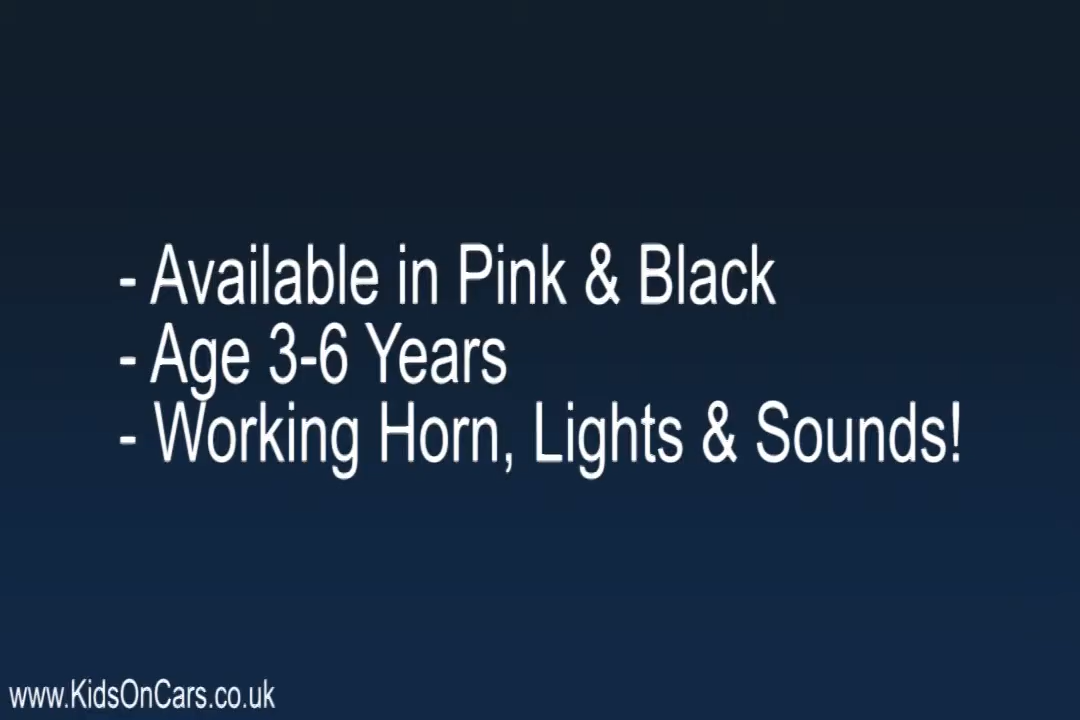 - Available in Pink & Black
- Age 3-6 Years
- Working Horn, Lights & Sounds!
www.KidsOnCars.co.uk